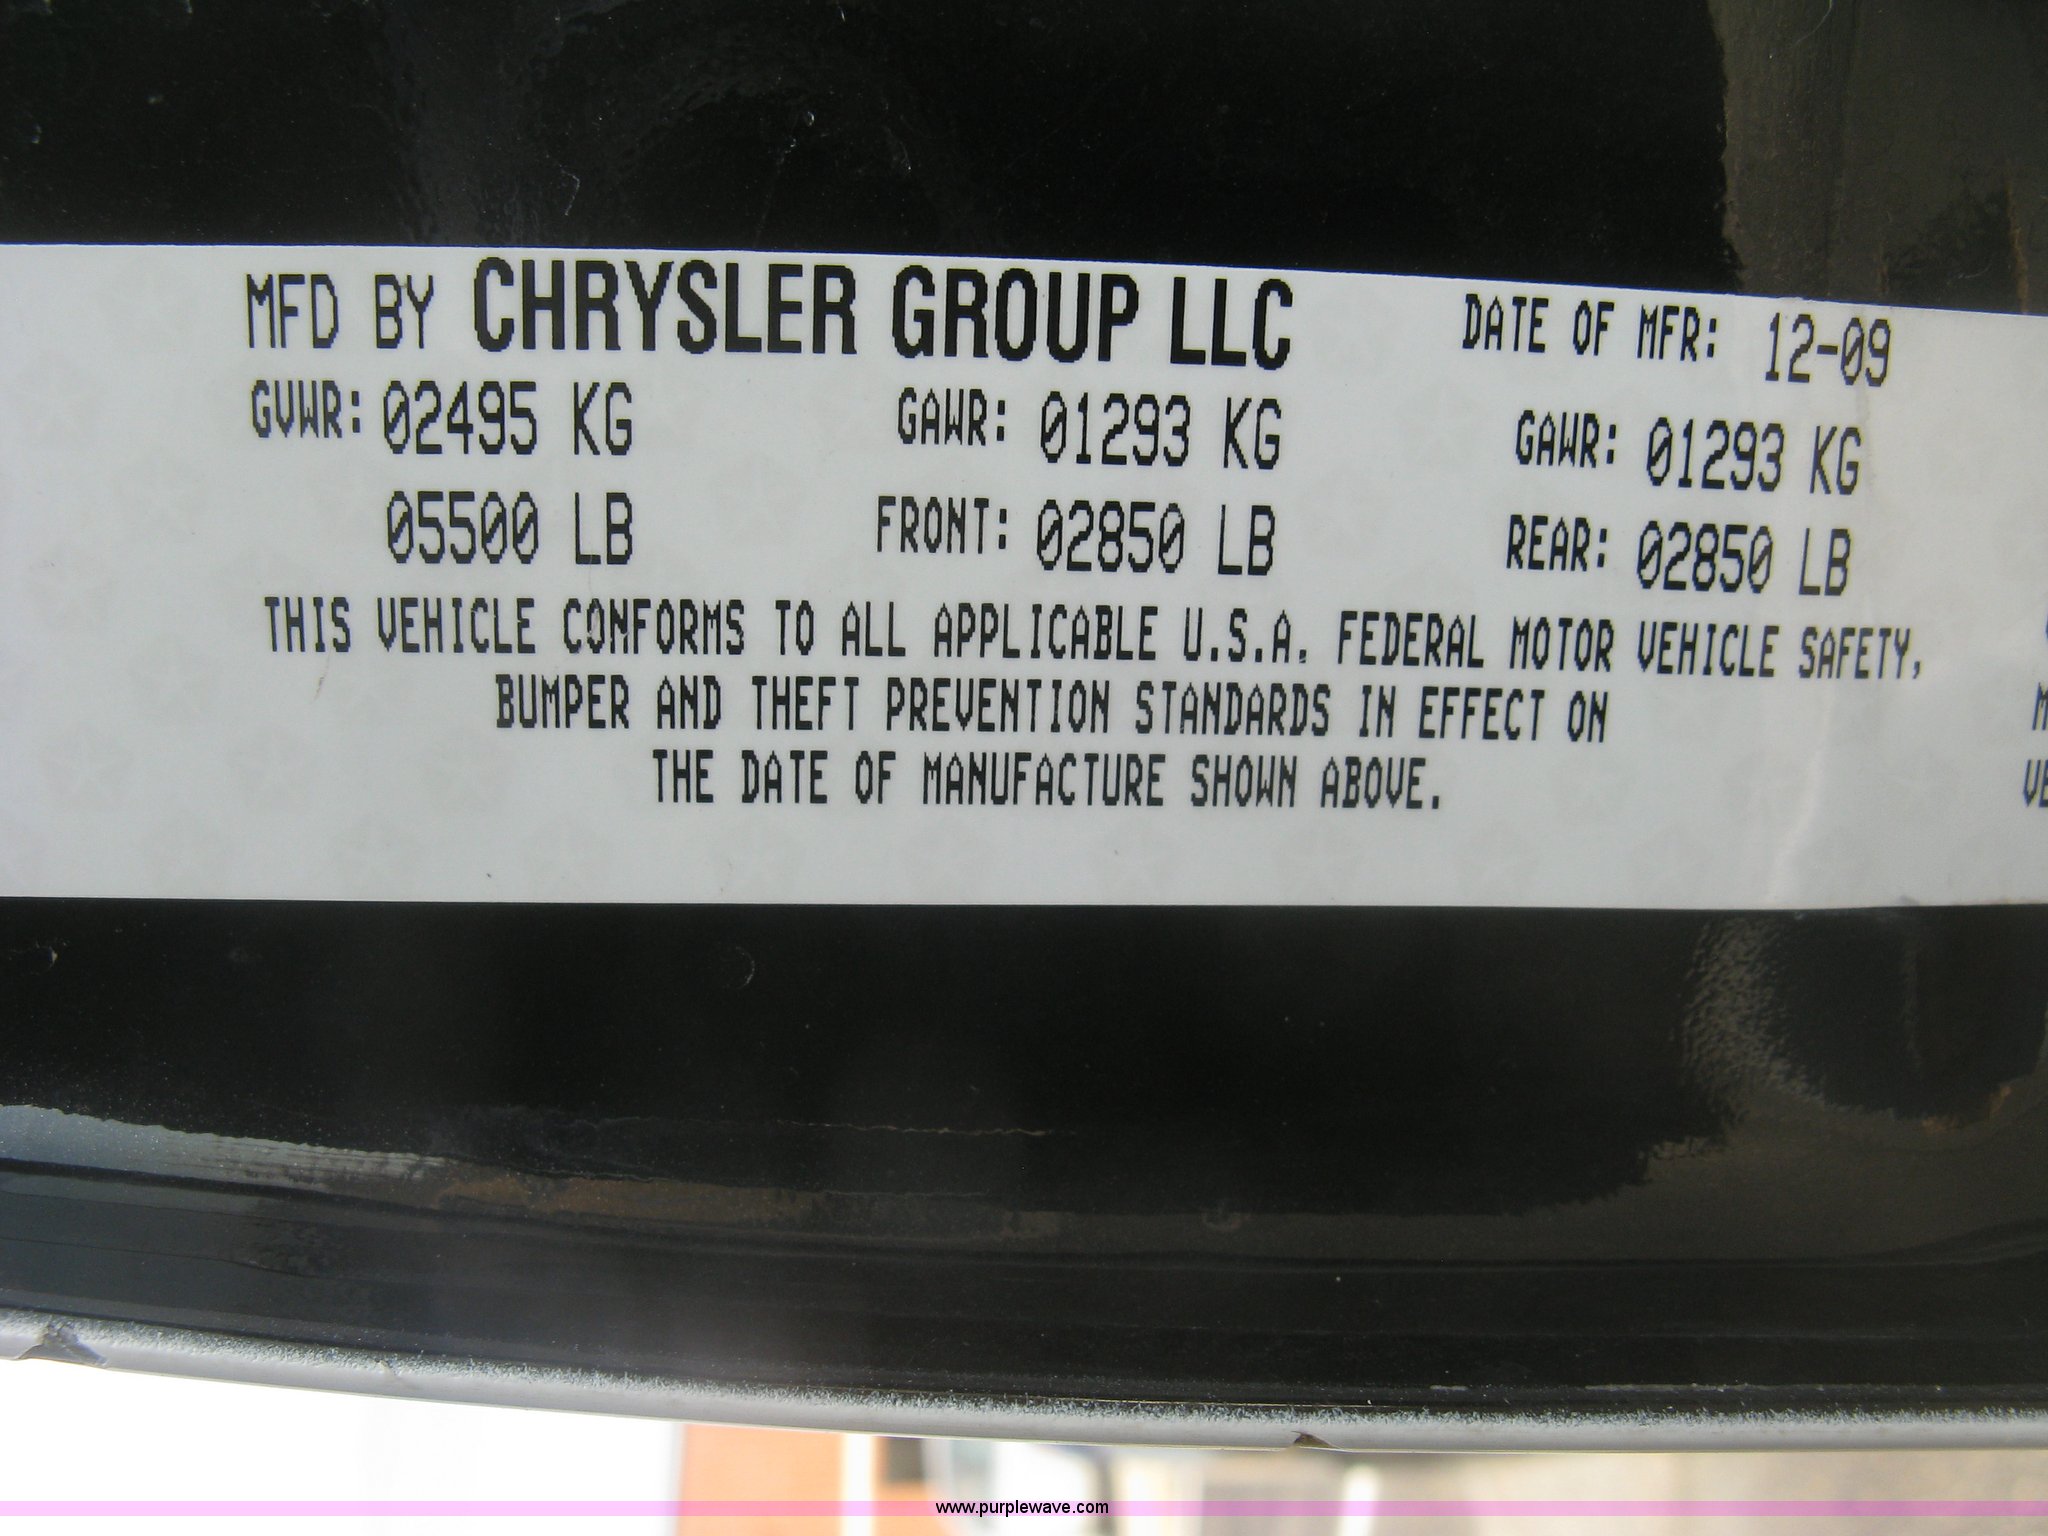 MFD BY CHRYSLER GROUP LLC DATE OF MFR: 12-09
GVWR: 02495 KG GAWR: 01293 KG GAWR: 01293 KG
05500 LB FRONT: 02850 LB REAR: 02850 LB
THIS VEHICLE CONFORMS TO ALL APPLICABLE U.S.A. FEDERAL MOTOR VEHICLE SAFETY,
BUMPER AND THEFT PREVENTION STANDARDS IN EFFECT ON
THE DATE OF MANUFACTURE SHOWN ABOVE.
www.purplewave.com